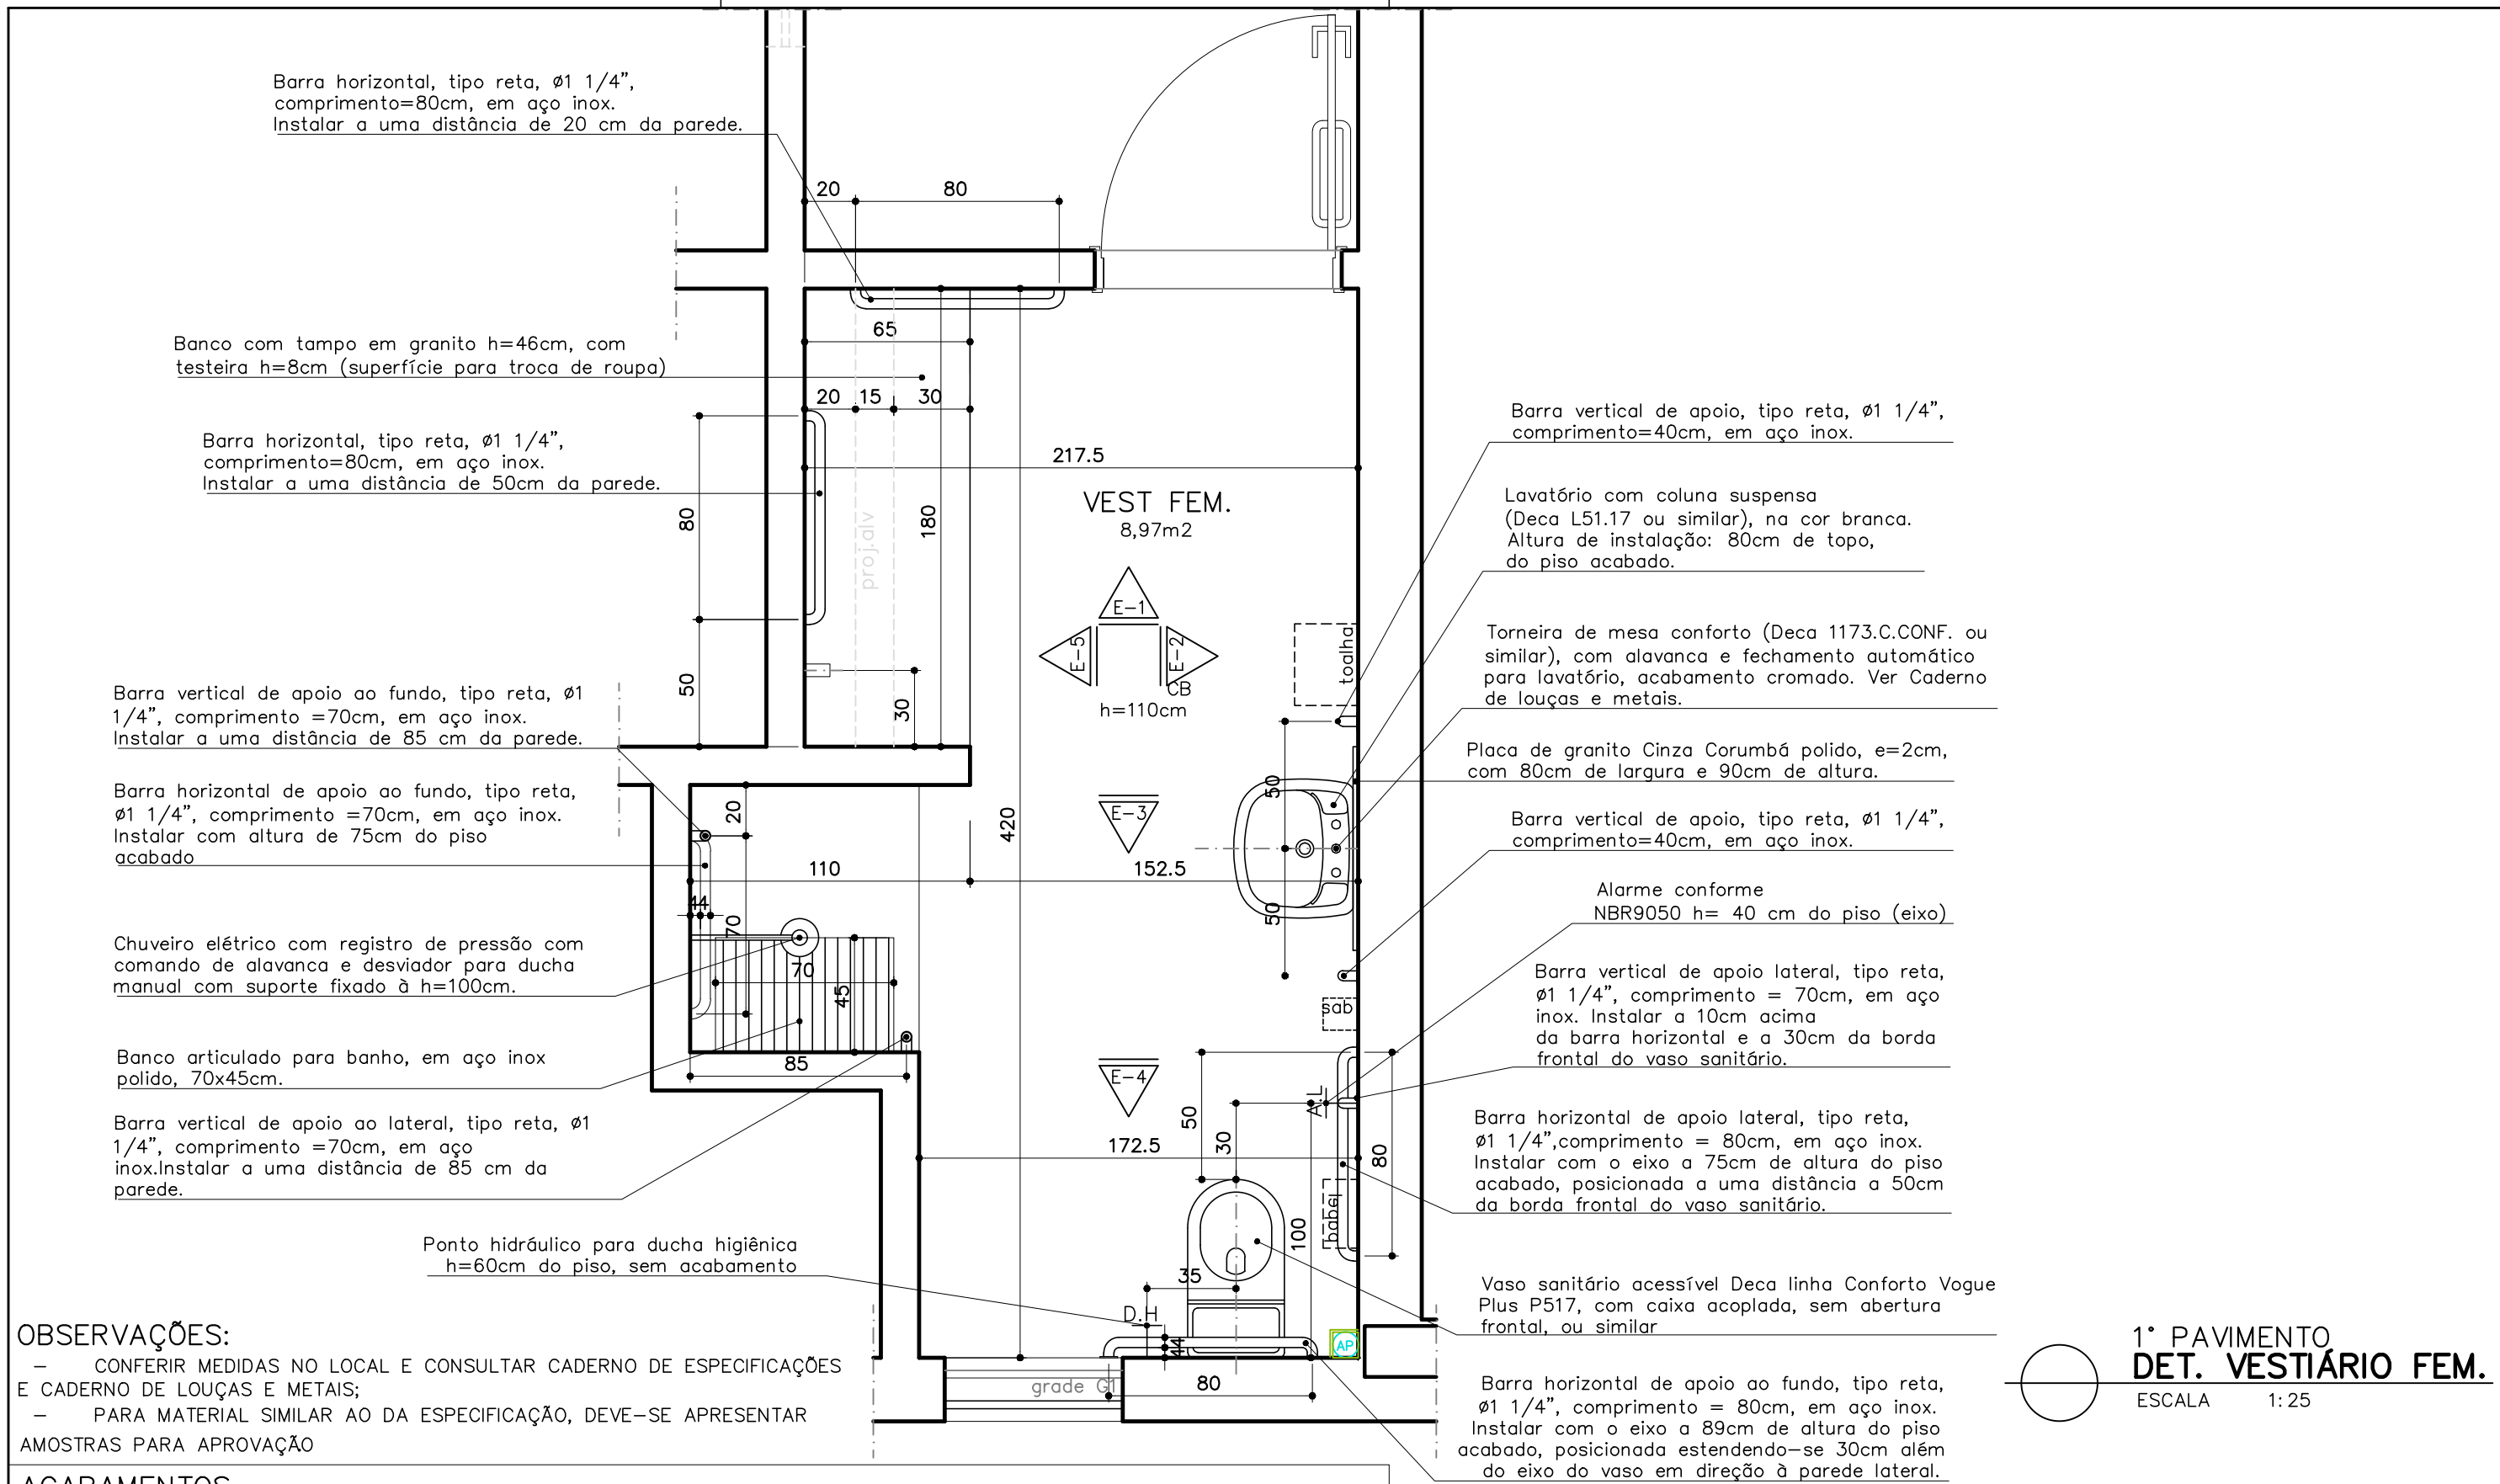 Barra horizontal, tipo reta, ø1 1/4”,
comprimento=80cm, em aço inox.
Instalar a uma distância de 20 cm da parede.
20
80
65
Banco com tampo em granito h=46cm, com
testeira h=8cm (superfície para troca de roupa)
20
15
30
Barra horizontal, tipo reta, ø1 1/4”,
comprimento=80cm, em aço inox.
Instalar a uma distância de 50cm da parede.
80
50
217.5
180
proj.alv
VEST FEM.
8,97m2
E-1
E-5
E-2
CB
h=110cm
30
toalha
Barra vertical de apoio, tipo reta, ø1 1/4”,
comprimento=40cm, em aço inox.
Lavatório com coluna suspensa
(Deca L51.17 ou similar), na cor branca.
Altura de instalação: 80cm de topo,
do piso acabado.
Torneira de mesa conforto (Deca 1173.C.CONF. ou
similar), com alavanca e fechamento automático
para lavatório, acabamento cromado. Ver Caderno
de louças e metais.
Placa de granito Cinza Corumbá polido, e=2cm,
com 80cm de largura e 90cm de altura.
Barra vertical de apoio, tipo reta, ø1 1/4”,
comprimento=40cm, em aço inox.
Alarme conforme
NBR9050 h= 40 cm do piso (eixo)
Barra vertical de apoio lateral, tipo reta,
ø1 1/4”, comprimento = 70cm, em aço
inox. Instalar a 10cm acima
da barra horizontal e a 30cm da borda
frontal do vaso sanitário.
Barra horizontal de apoio lateral, tipo reta,
ø1 1/4”,comprimento = 80cm, em aço inox.
Instalar com o eixo a 75cm de altura do piso
acabado, posicionada a uma distância a 50cm
da borda frontal do vaso sanitário.
Vaso sanitário acessível Deca linha Conforto Vogue
Plus P517, com caixa acoplada, sem abertura
frontal, ou similar
Barra horizontal de apoio ao fundo, tipo reta,
ø1 1/4”, comprimento = 80cm, em aço inox.
Instalar com o eixo a 89cm de altura do piso
acabado, posicionada estendendo-se 30cm além
do eixo do vaso em direção à parede lateral.
Barra vertical de apoio ao fundo, tipo reta, ø1
1/4”, comprimento =70cm, em aço inox.
Instalar a uma distância de 85 cm da parede.
Barra horizontal de apoio ao fundo, tipo reta,
ø1 1/4”, comprimento =70cm, em aço inox.
Instalar com altura de 75cm do piso
acabado
Chuveiro elétrico com registro de pressão com
comando de alavanca e desviador para ducha
manual com suporte fixado à h=100cm.
Banco articulado para banho, em aço inox
polido, 70x45cm.
Barra vertical de apoio ao lateral, tipo reta, ø1
1/4”, comprimento =70cm, em aço
inox.Instalar a uma distância de 85 cm da
parede.
Ponto hidráulico para ducha higiênica
h=60cm do piso, sem acabamento
20
420
E-3
50
110
152.5
44
70
50
70
45
sab
85
E-4
A.L
50
30
172.5
80
papel
100
35
D.H
44
AP
grade G1
80
OBSERVAÇÕES:
– CONFERIR MEDIDAS NO LOCAL E CONSULTAR CADERNO DE ESPECIFICAÇÕES
E CADERNO DE LOUÇAS E METAIS;
– PARA MATERIAL SIMILAR AO DA ESPECIFICAÇÃO, DEVE-SE APRESENTAR
AMOSTRAS PARA APROVAÇÃO
ACABAMENTOS
1° PAVIMENTO
DET. VESTIÁRIO FEM.
ESCALA 1:25